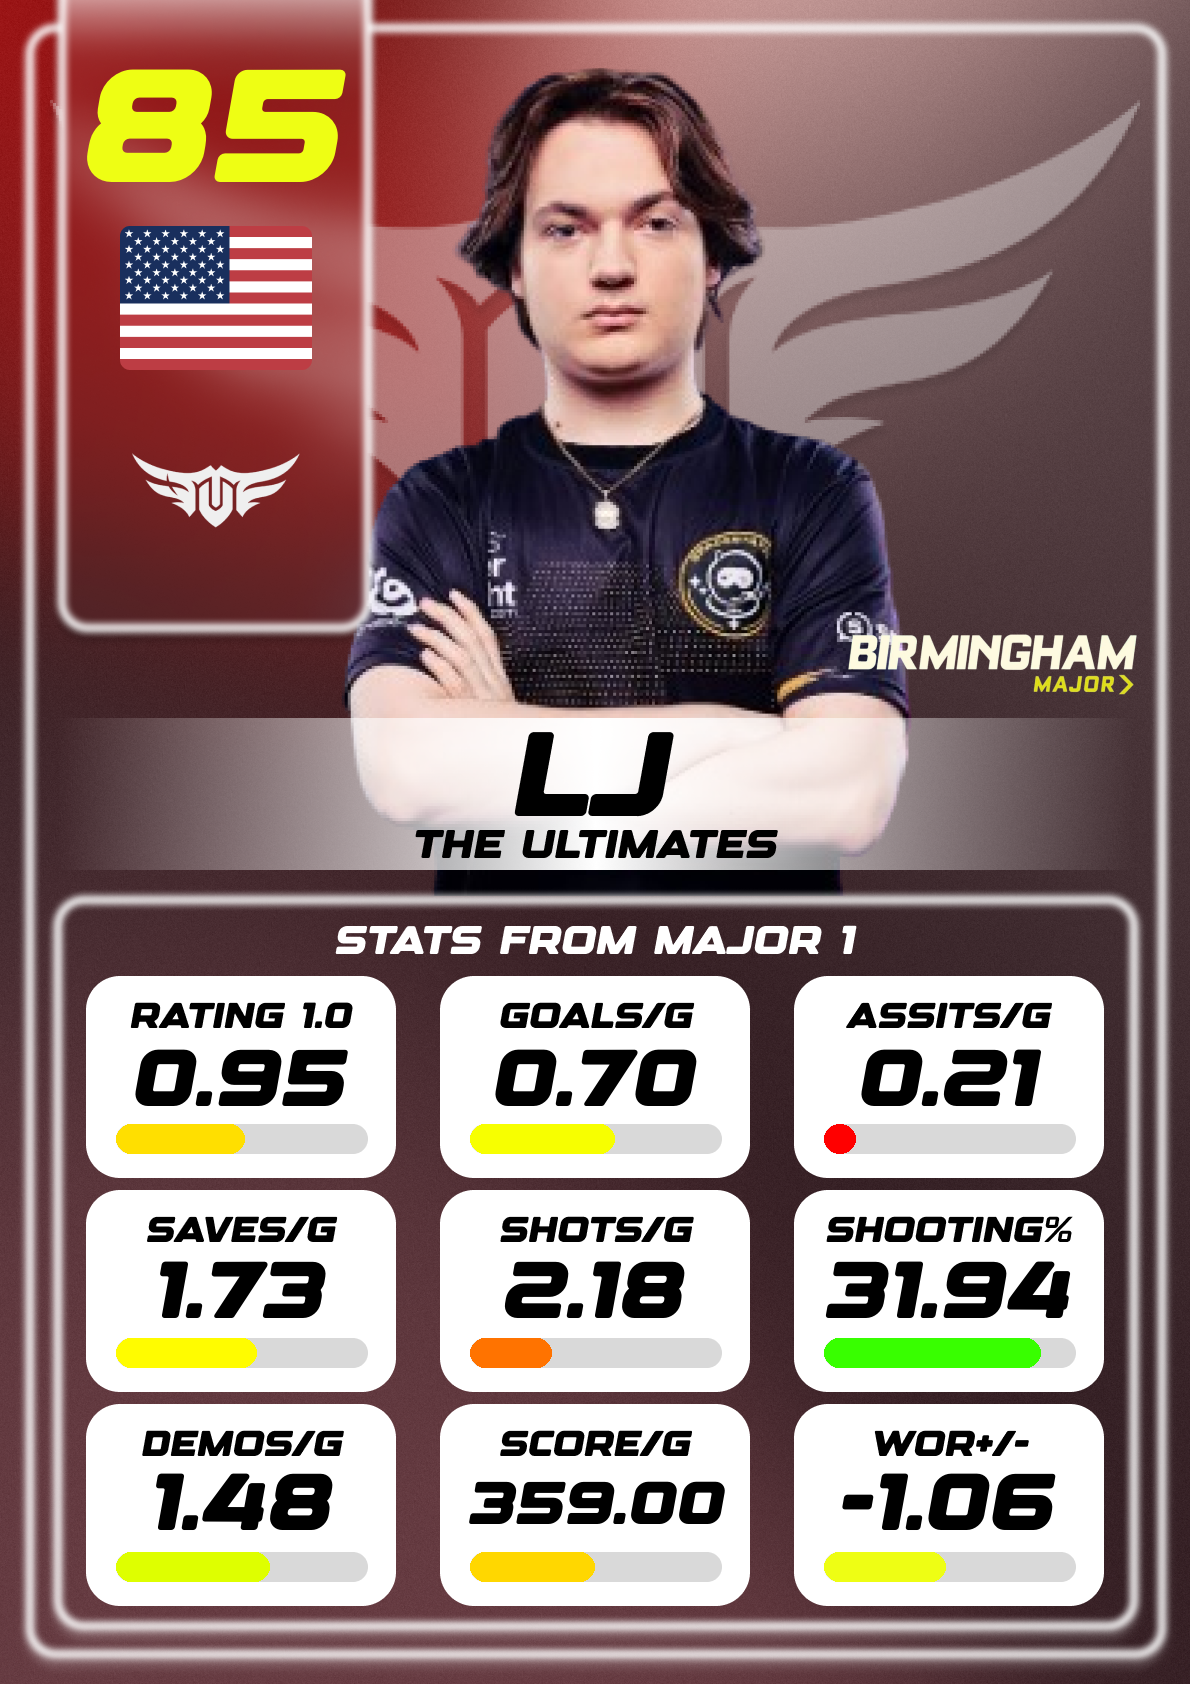 85
BIRMINGHAM
MAJOR
LJ
THE ULTIMATES
STATS FROM MAJOR 1
RATING 1.0
0.95
GOALS/G
0.70
ASSITS/G
0.21
SAVES/G
1.73
SHOTS/G
2.18
SHOOTING%
31.94
DEMOS/G
1.48
SCORE/G
359.00
WOR+/-
-1.06